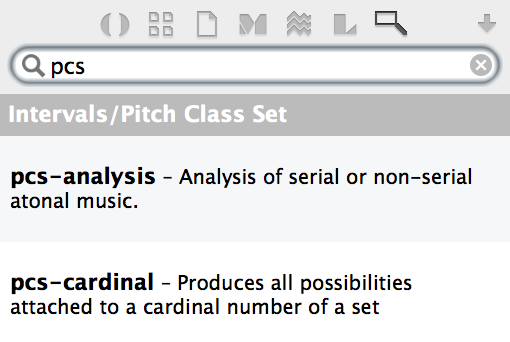 pcs
Intervals/Pitch Class Set
pcs-analysis – Analysis of serial or non-serial
atonal music.
pcs-cardinal – Produces all possibilities
attached to a cardinal number of a set